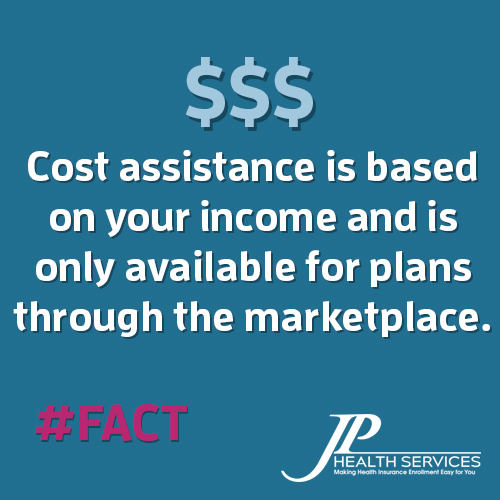 $$$
Cost assistance is based
on your income and is
only available for plans
through the marketplace.
#FACT
JP
HEALTH SERVICES
Making Health Insurance Enrollment Easy for You